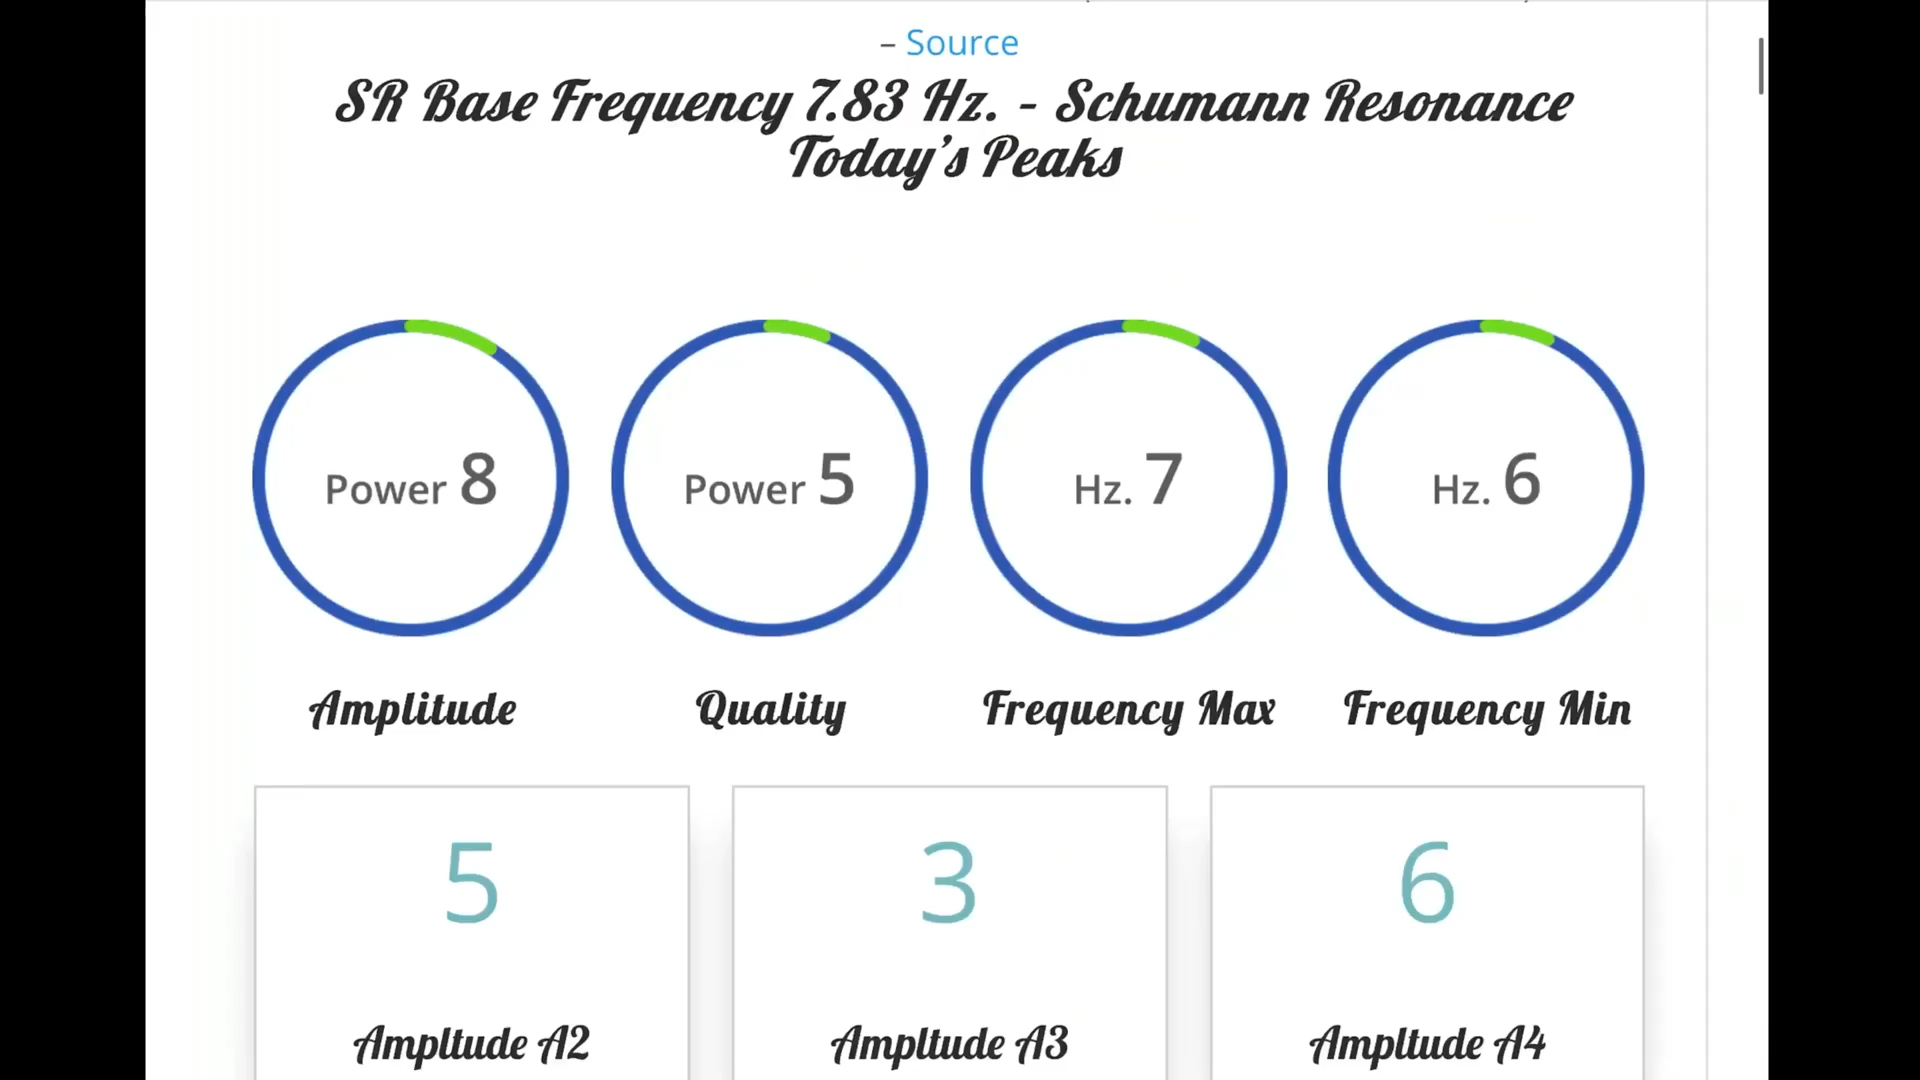 – Source
SR Base Frequency 7.83 Hz. – Schumann Resonance
Today’s Peaks
Power 8
Power 5
Hz. 7
Hz. 6
Amplitude
Quality
Frequency Max
Frequency Min
5
3
6
Ampltude A2
Ampltude A3
Ampltude A4